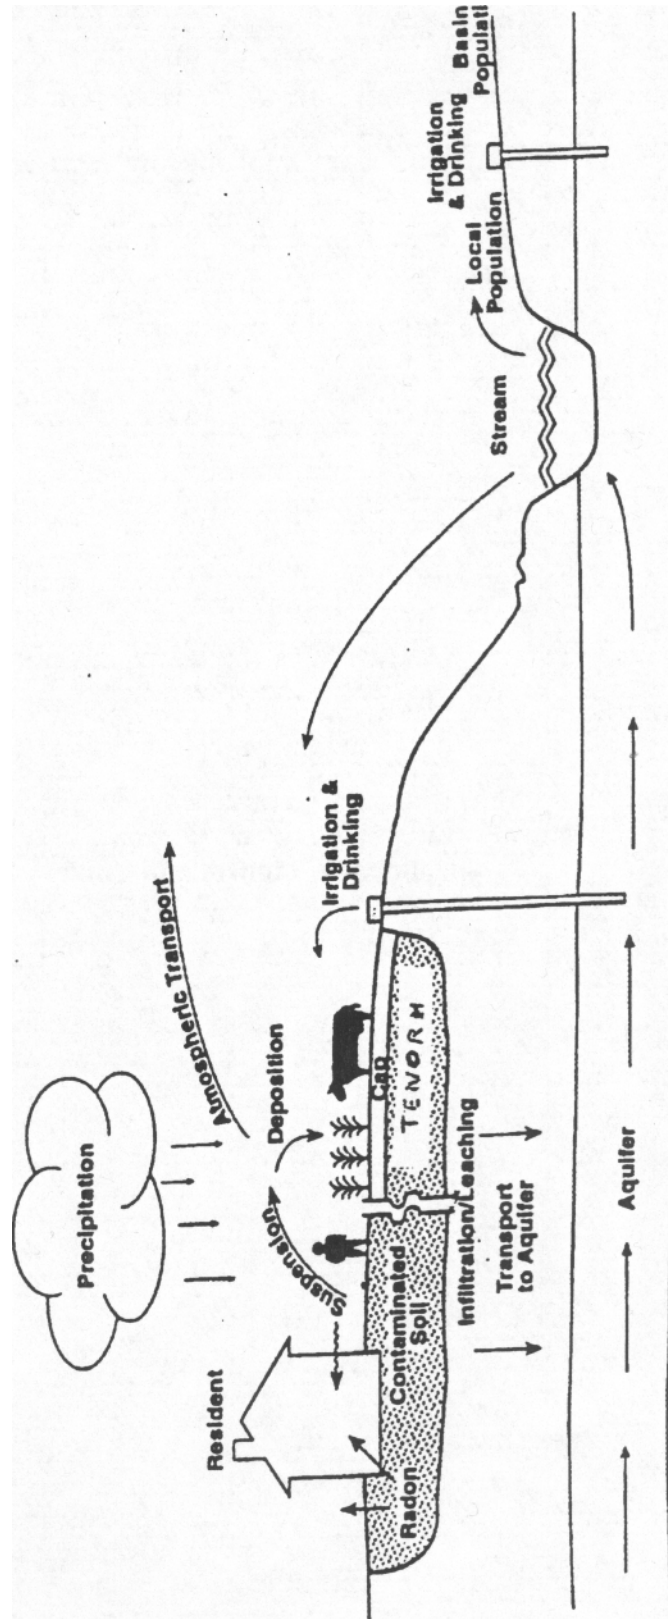 Precipitation
Atmospheric Transport
Resident
Suspension
Deposition
Irrigation &
Drinking
Stream
Local
Population
Irrigation
& Drinking
Basin
Populati
Cap
TENORM
Radon
Contaminated
Soil
Infiltration/Leaching
Transport
to Aquifer
Aquifer